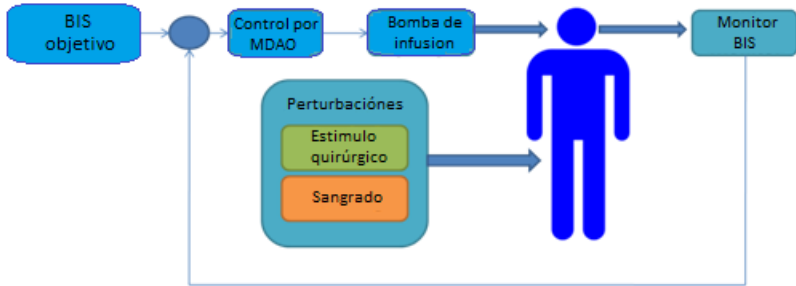 BIS
objetivo
Control por
MDAO
Bomba de
infusion
Monitor
BIS
Perturbaciónes
Estimulo
quirúrgico
Sangrado